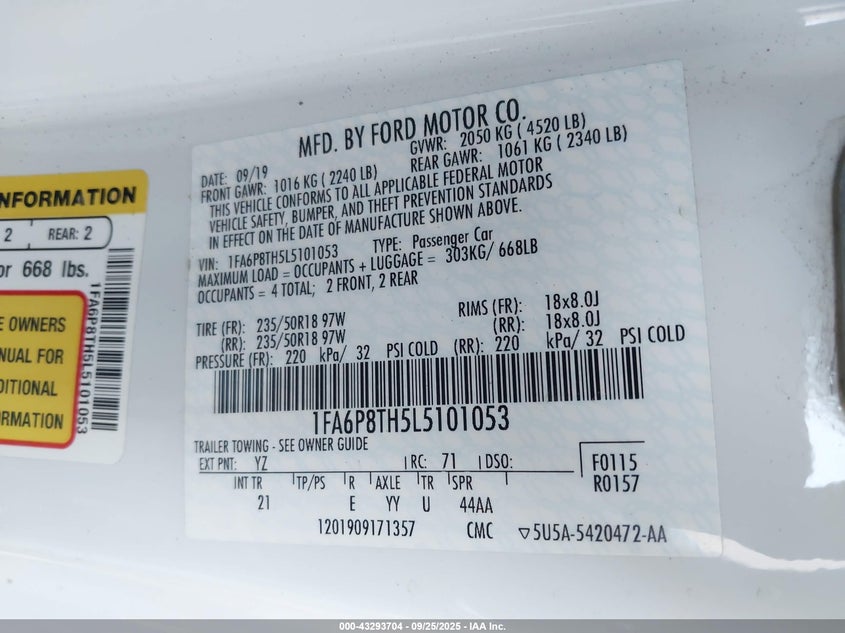 INFORMATION
2 REAR: 2
or 668 lbs.
1FA6P8TH5L5101053
E OWNERS
NUAL FOR
DITIONAL
RMATION
MFD. BY FORD MOTOR CO.
DATE: 09/19 GVWR: 2050 KG ( 4520 LB)
FRONT GAWR: 1016 KG ( 2240 LB) REAR GAWR: 1061 KG ( 2340 LB)
THIS VEHICLE CONFORMS TO ALL APPLICABLE FEDERAL MOTOR
VEHICLE SAFETY, BUMPER, AND THEFT PREVENTION STANDARDS
IN EFFECT ON THE DATE OF MANUFACTURE SHOWN ABOVE.
VIN: 1FA6P8TH5L5101053 TYPE: Passenger Car
MAXIMUM LOAD = OCCUPANTS + LUGGAGE = 303KG/ 668LB
OCCUPANTS = 4 TOTAL; 2 FRONT, 2 REAR
TIRE (FR): 235/50R18 97W RIMS (FR): 18x8.0J
(RR): 235/50R18 97W (RR): 18x8.0J
PRESSURE (FR): 220 kPa/ 32 PSI COLD (RR): 220 kPa/ 32 PSI COLD
1FA6P8TH5L5101053
TRAILER TOWING - SEE OWNER GUIDE
EXT PNT: YZ RC: 71 DSO: F0115
R0157
INT TR TP/PS R AXLE TR SPR
21 E YY U 44AA
1201909171357 CMC ▽5U5A-5420472-AA
000-43293704 - 09/25/2025 - IAA Inc.